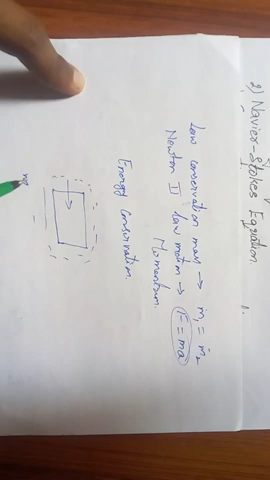 2) Navier-Stokes Equation
1.
Law conservation mass → ṁ₁ = ṁ₂
Newton II law motion → F = ma
Momentum.
Energy Conservation.